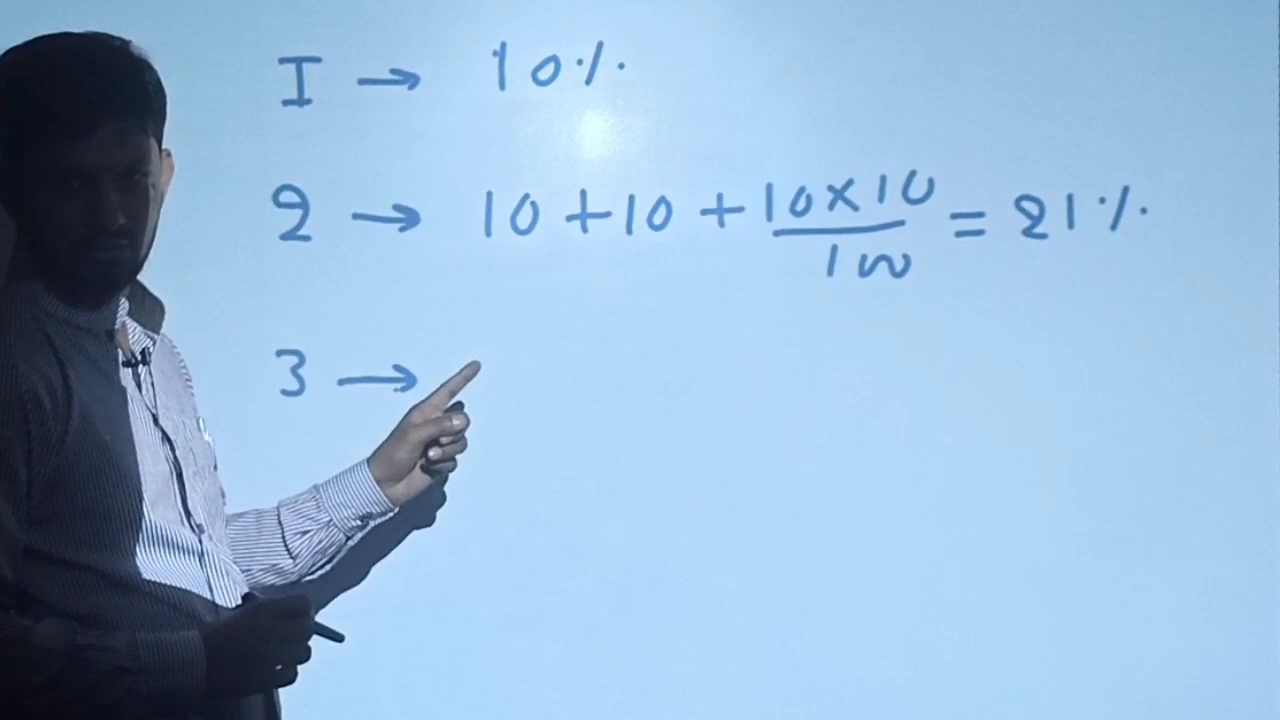 I → 10%
2 → 10 + 10 + 10×10/100 = 21%
3 →